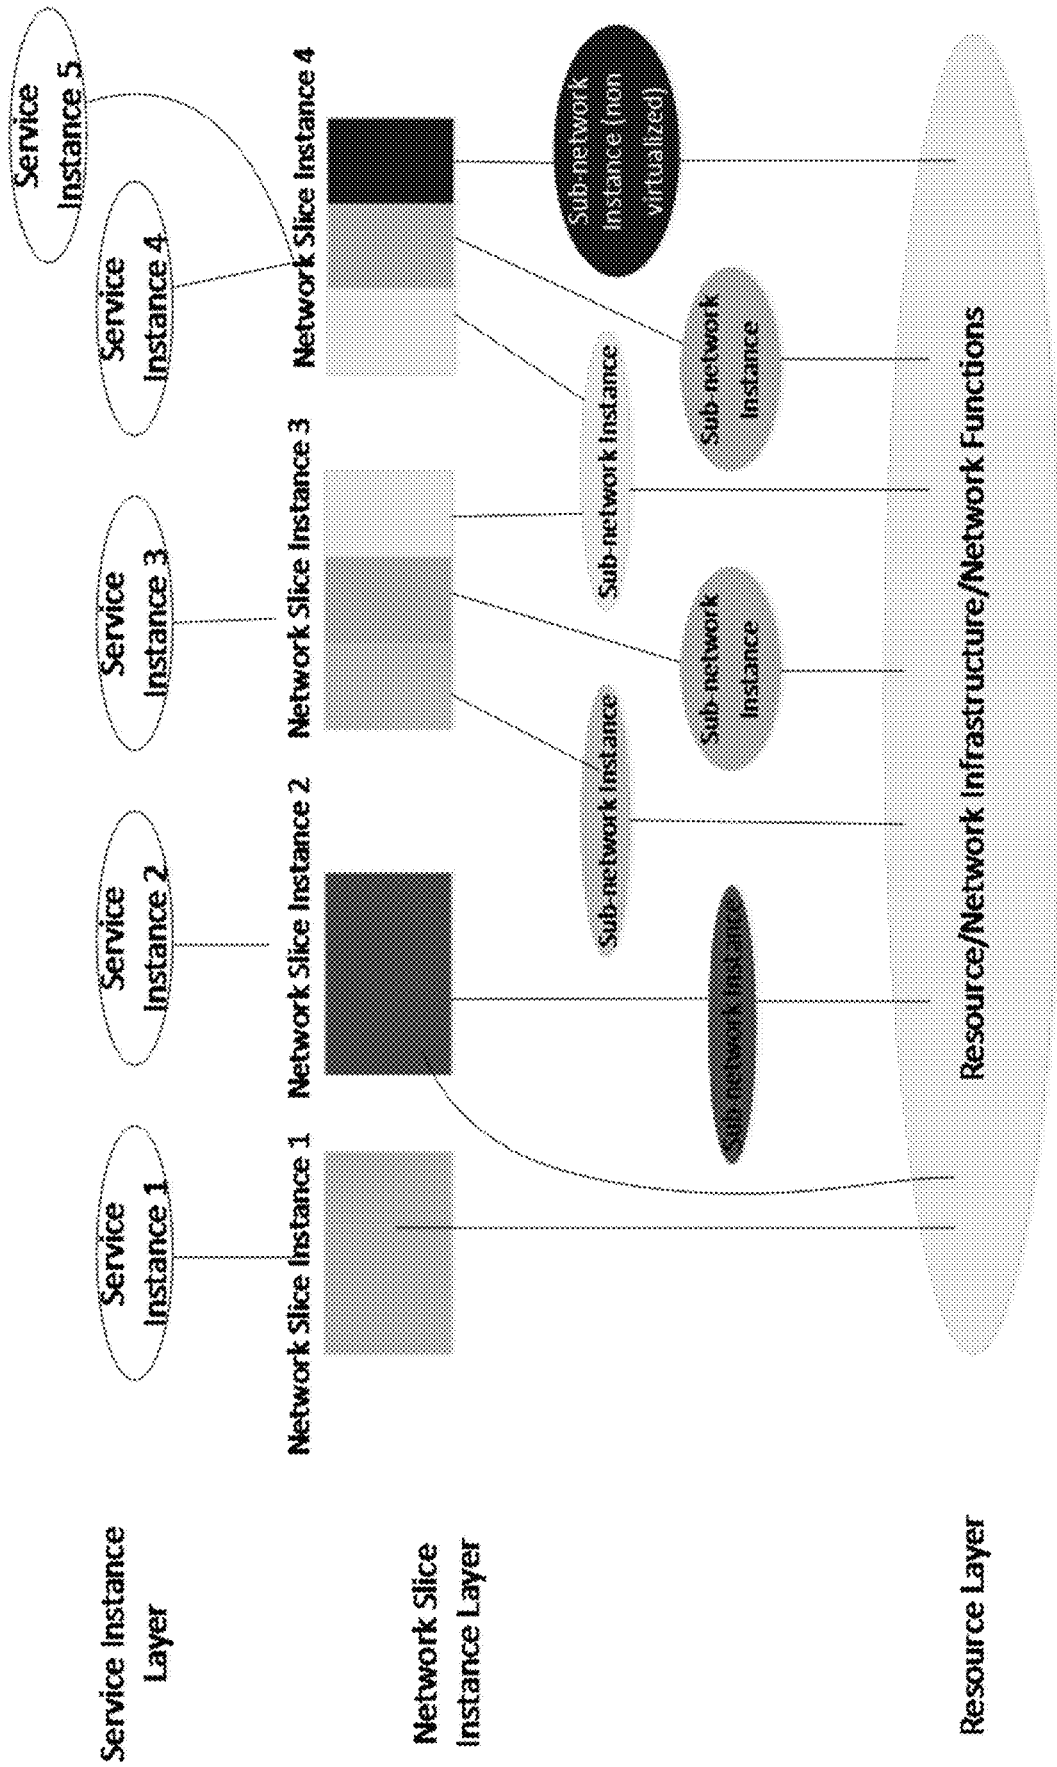 Service Instance
Layer
Service
Instance 1
Service
Instance 2
Service
Instance 3
Service
Instance 4
Service
Instance 5
Network Slice
Instance Layer
Network Slice Instance 1
Network Slice Instance 2
Network Slice Instance 3
Network Slice Instance 4
Sub-network Instance
Sub-network Instance
Sub-network
Instance (non
virtualized)
Sub-network Instance
Sub-network
Instance
Sub-network
Instance
Resource Layer
Resource/Network Infrastructure/Network Functions